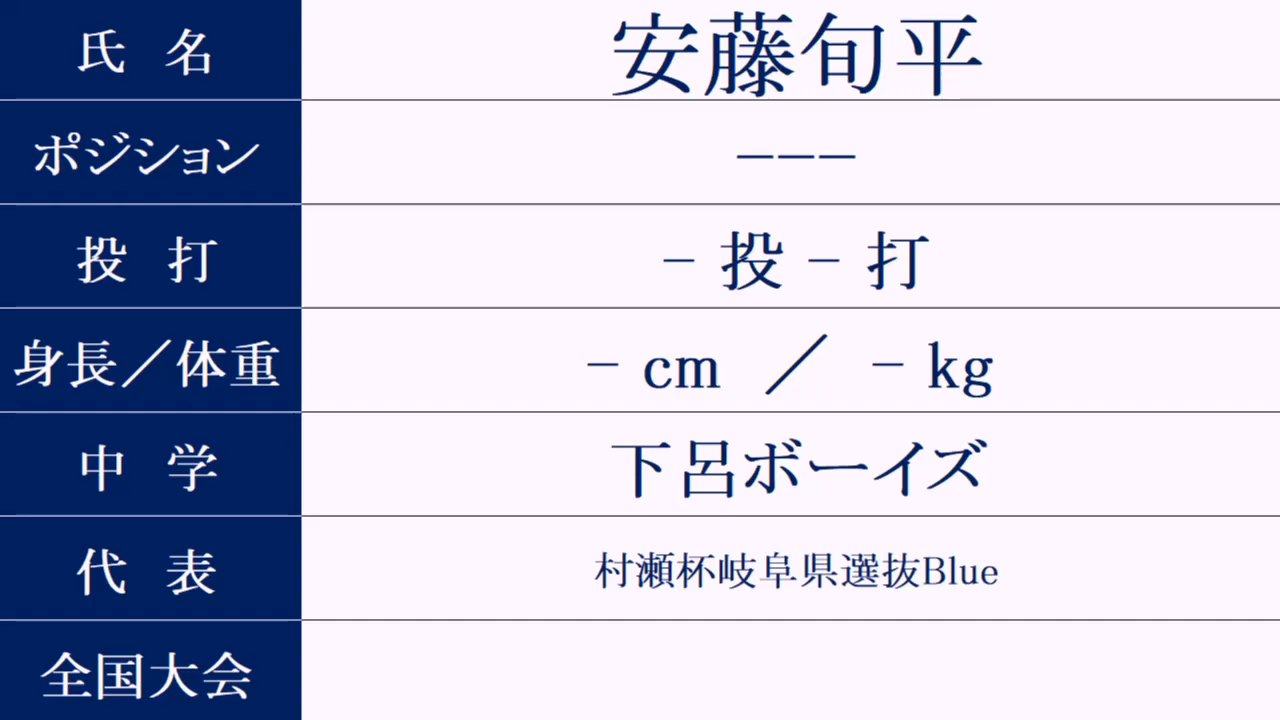 氏 名 安藤旬平
ポジション −−−
投 打 − 投 − 打
身長／体重 − cm ／ − kg
中 学 下呂ボーイズ
代 表 村瀬杯岐阜県選抜Blue
全国大会